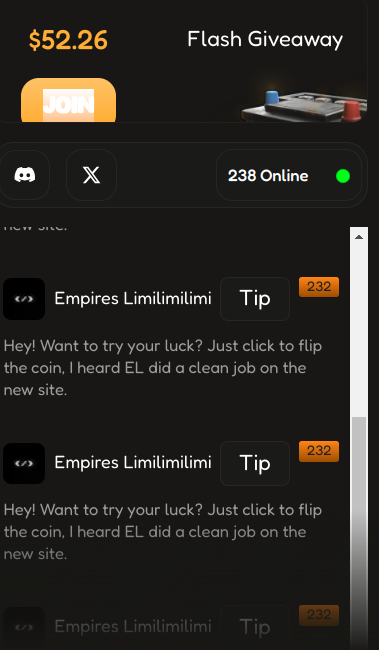 $52.26 Flash Giveaway
JOIN
238 Online
new site.
Empires Limilimilimi Tip 232
Hey! Want to try your luck? Just click to flip
the coin, I heard EL did a clean job on the
new site.
Empires Limilimilimi Tip 232
Hey! Want to try your luck? Just click to flip
the coin, I heard EL did a clean job on the
new site.
Empires Limilimilimi Tip 232